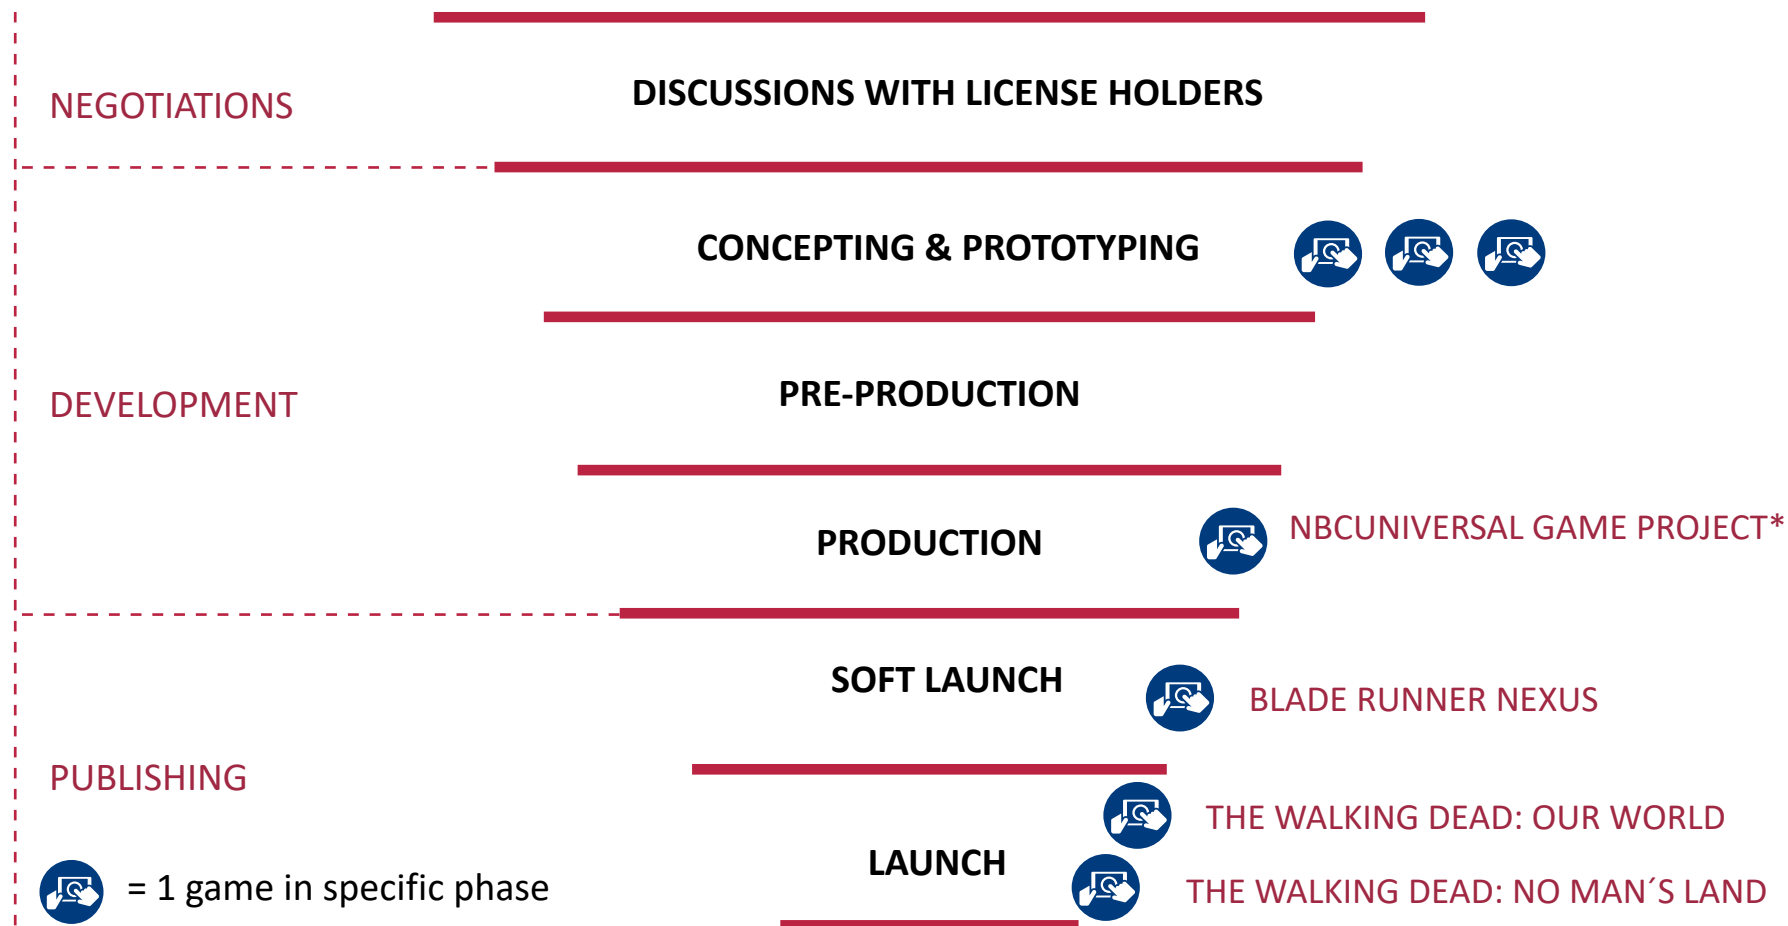 NEGOTIATIONS
DISCUSSIONS WITH LICENSE HOLDERS
CONCEPTING & PROTOTYPING
DEVELOPMENT
PRE-PRODUCTION
PRODUCTION
NBCUNIVERSAL GAME PROJECT*
SOFT LAUNCH
BLADE RUNNER NEXUS
PUBLISHING
THE WALKING DEAD: OUR WORLD
LAUNCH
THE WALKING DEAD: NO MAN´S LAND
= 1 game in specific phase